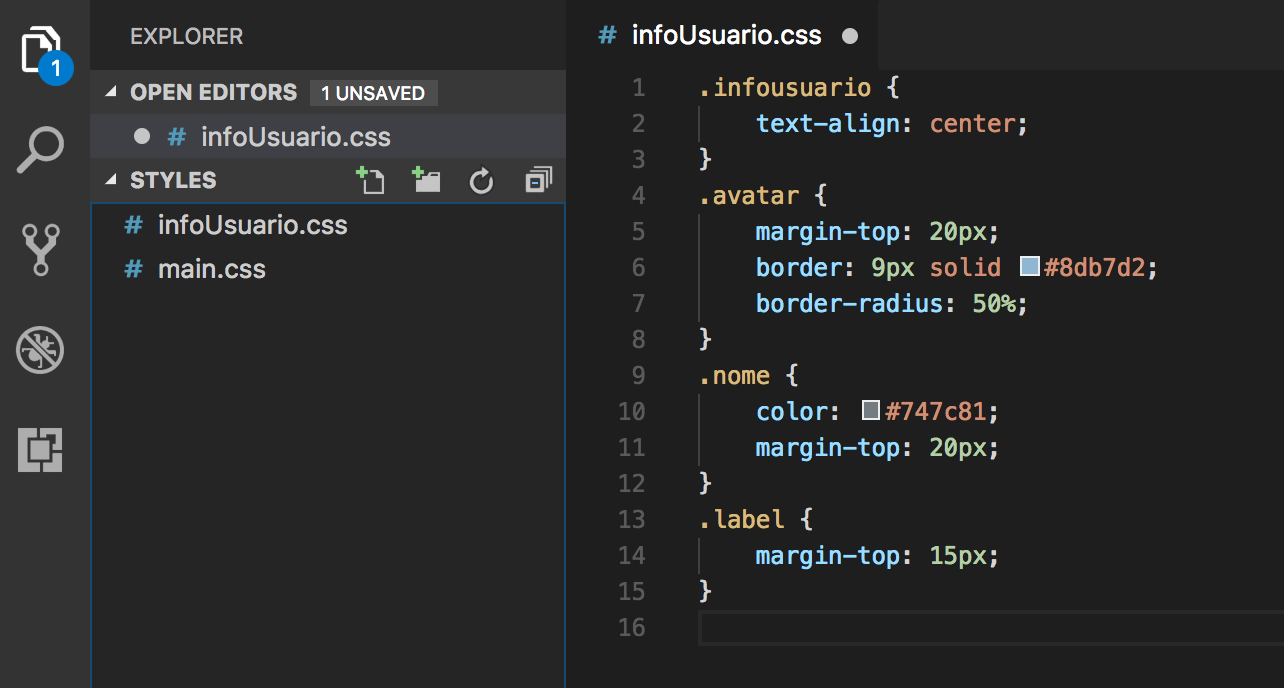 1
EXPLORER
OPEN EDITORS 1 UNSAVED
# infoUsuario.css
STYLES
# infoUsuario.css
# main.css
# infoUsuario.css
1 .infousuario {
2 text-align: center;
3 }
4 .avatar {
5 margin-top: 20px;
6 border: 9px solid #8db7d2;
7 border-radius: 50%;
8 }
9 .nome {
10 color: #747c81;
11 margin-top: 20px;
12 }
13 .label {
14 margin-top: 15px;
15 }
16